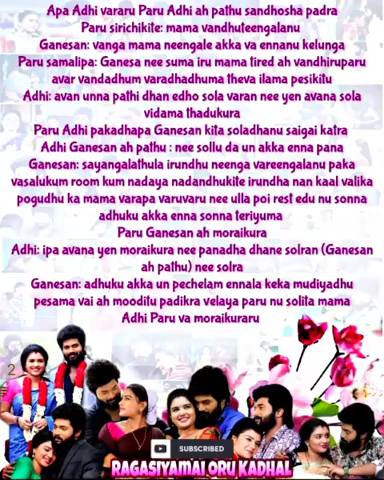 Apa Adhi vararu Paru Adhi ah pathu sandhosha padra
Paru sirichikite: mama vandhuteengalanu
Ganesan: vanga mama neengale akka va ennanu kelunga
Paru samalipa: Ganesa nee suma iru mama tired ah vandhiruparu
avar vandadhum varadhadhuma theva ilama pesikitu
Adhi: avan unna pathi dhan edho sola varan nee yen avana sola
vidama thadukura
Paru Adhi pakadhapa Ganesan kita soladhanu saigai katra
Adhi Ganesan ah pathu : nee sollu da un akka enna pana
Ganesan: sayangalathula irundhu neenga vareengalanu paka
vasalukum room kum nadaya nadandhukite irundha nan kaal valika
pogudhu ka mama varapa varuvaru nee ulla poi rest edu nu sonna
adhuku akka enna sonna teriyuma
Paru Ganesan ah moraikura
Adhi: ipa avana yen moraikura nee panadha dhane solran (Ganesan
ah pathu) nee solra
Ganesan: adhuku akka un pechelam ennala keka mudiyadhu
pesama vai ah mooditu padikra velaya paru nu solita mama
Adhi Paru va moraikuraru
2
SUBSCRIBED
RAGASIYAMAI ORU KADHAL